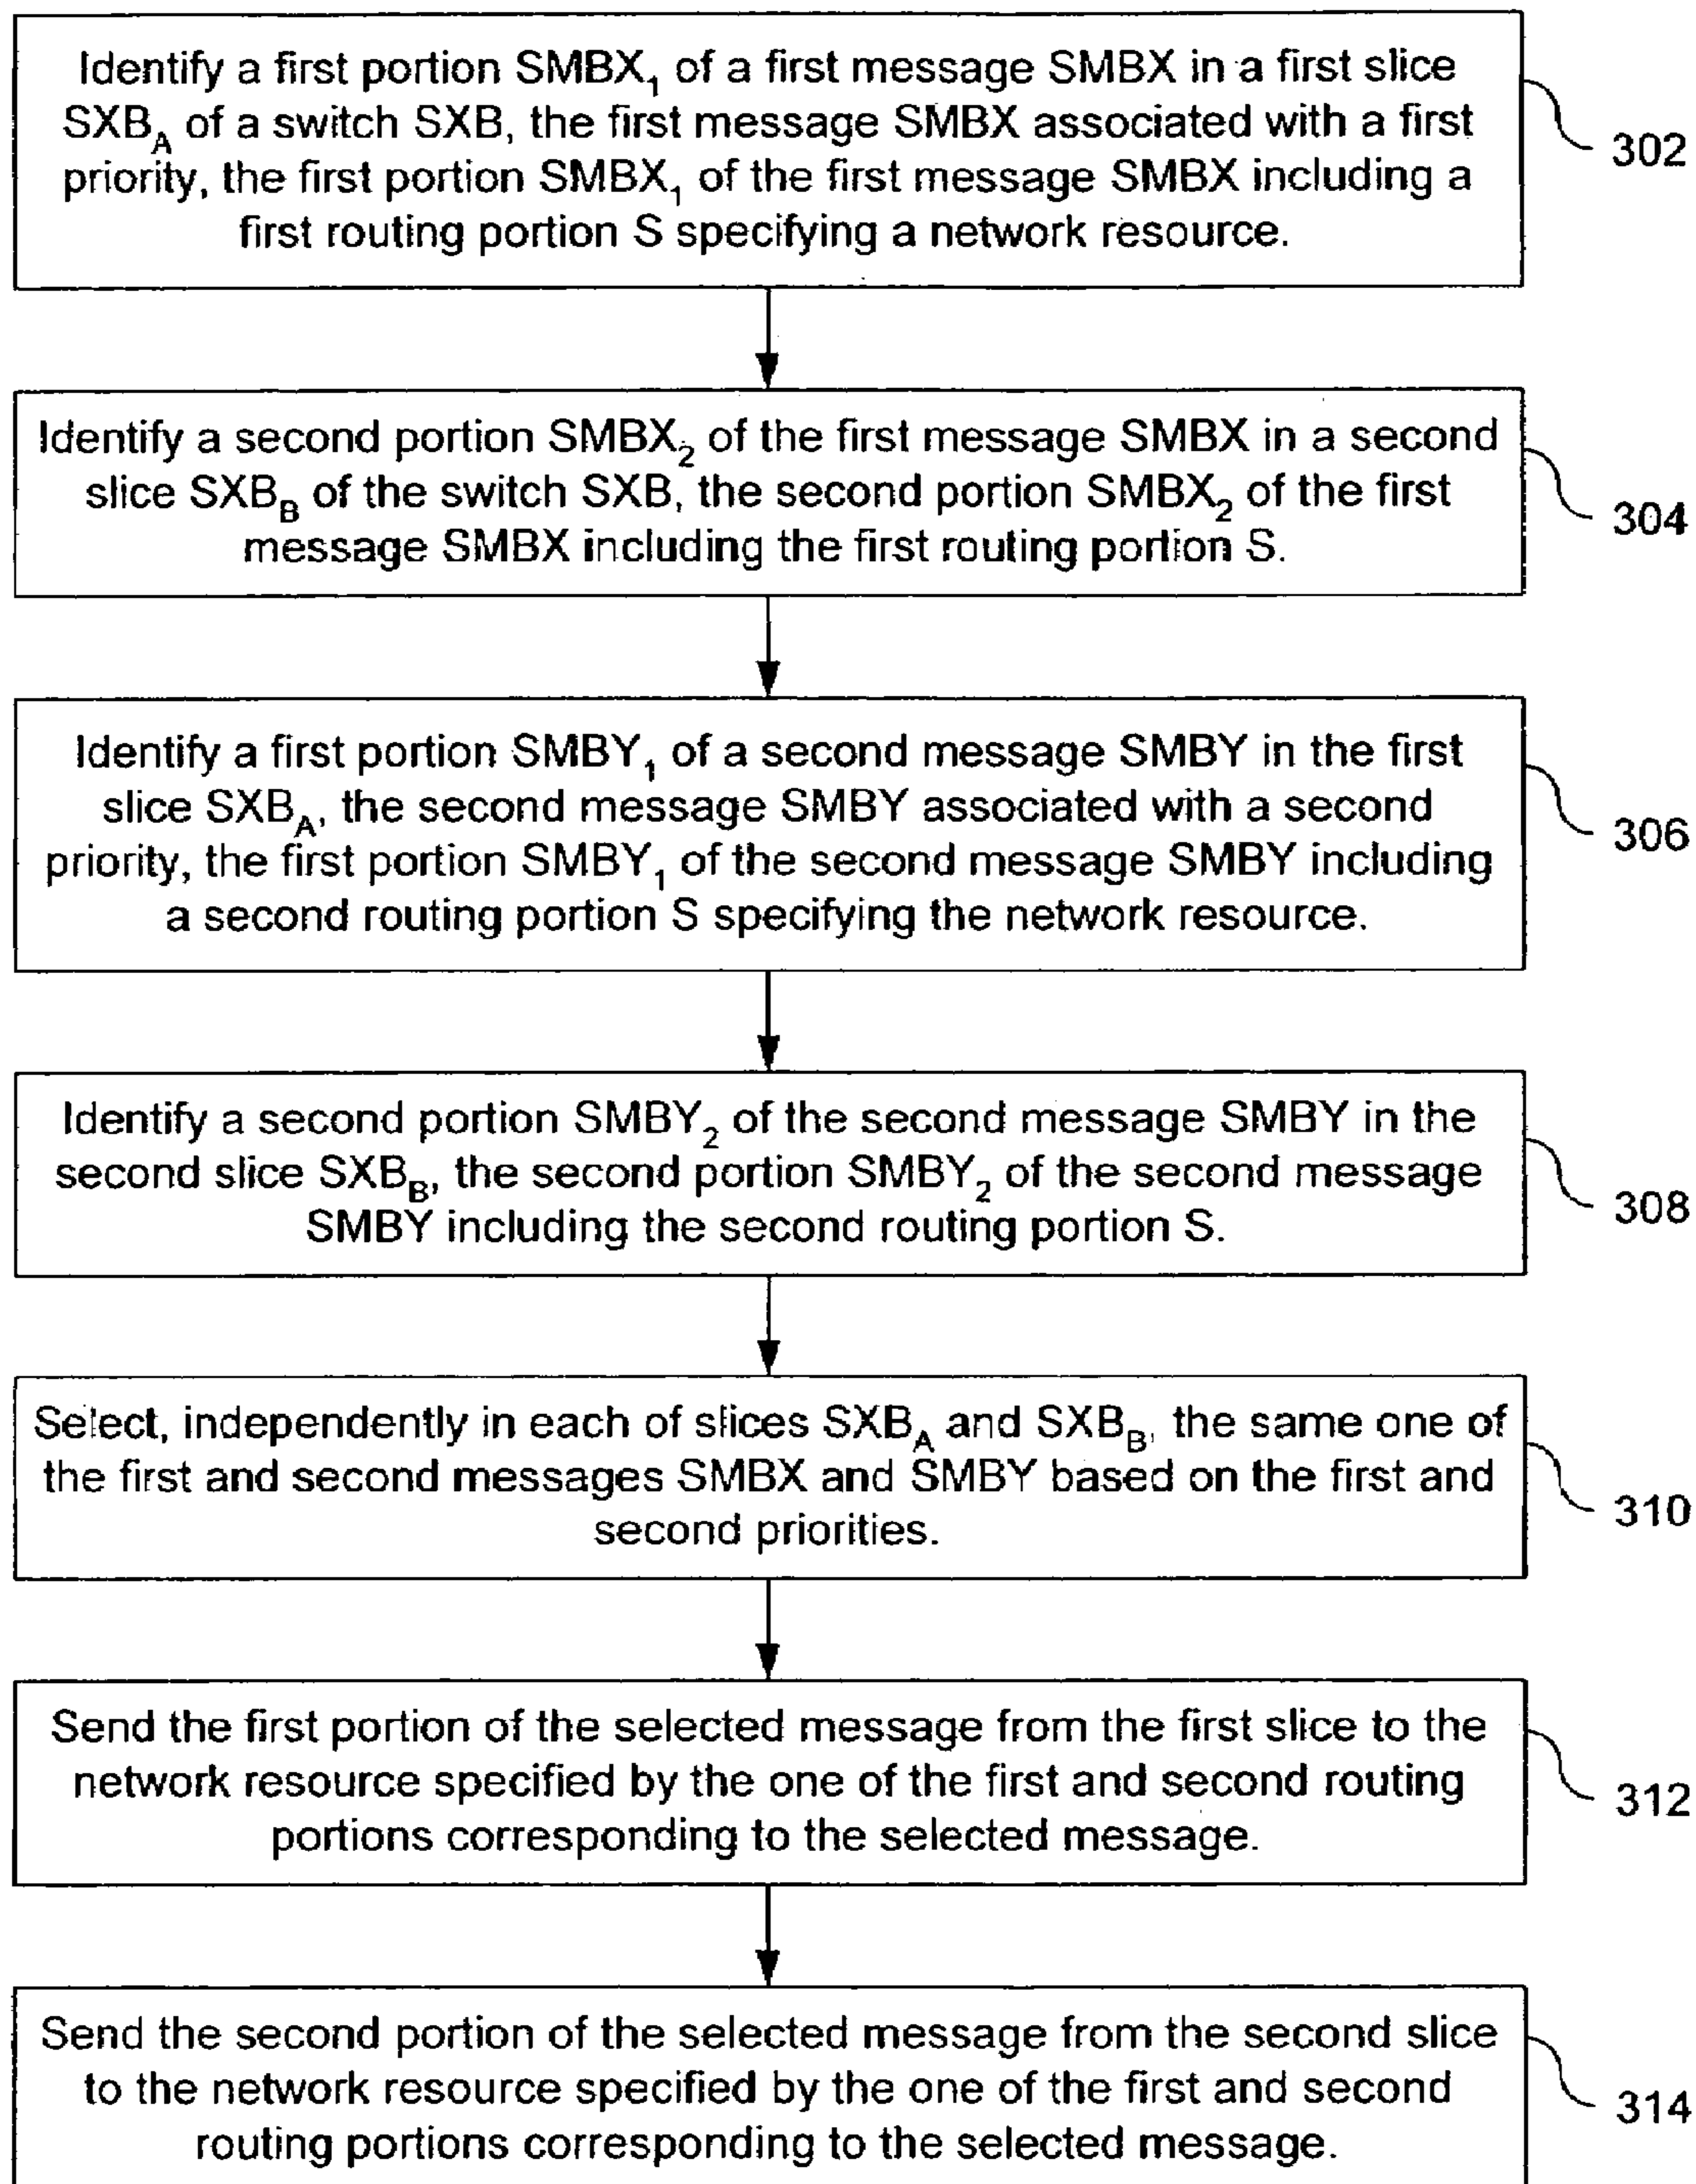 Identify a first portion SMBX₁ of a first message SMBX in a first slice
SXB_A of a switch SXB, the first message SMBX associated with a first
priority, the first portion SMBX₁ of the first message SMBX including a
first routing portion S specifying a network resource.
302
Identify a second portion SMBX₂ of the first message SMBX in a second
slice SXB_B of the switch SXB, the second portion SMBX₂ of the first
message SMBX including the first routing portion S.
304
Identify a first portion SMBY₁ of a second message SMBY in the first
slice SXB_A, the second message SMBY associated with a second
priority, the first portion SMBY₁ of the second message SMBY including
a second routing portion S specifying the network resource.
306
Identify a second portion SMBY₂ of the second message SMBY in the
second slice SXB_B, the second portion SMBY₂ of the second message
SMBY including the second routing portion S.
308
Select, independently in each of slices SXB_A and SXB_B, the same one of
the first and second messages SMBX and SMBY based on the first and
second priorities.
310
Send the first portion of the selected message from the first slice to the
network resource specified by the one of the first and second routing
portions corresponding to the selected message.
312
Send the second portion of the selected message from the second slice
to the network resource specified by the one of the first and second
routing portions corresponding to the selected message.
314